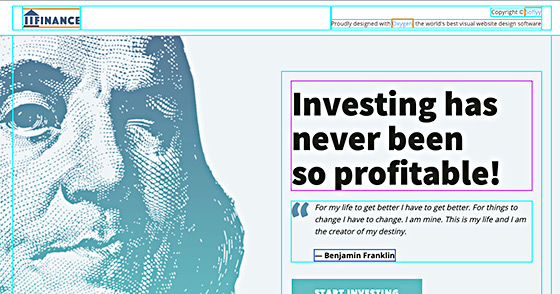 FINANCE
Copyright © Soflyy
Proudly designed with Oxygen, the world's best visual website design software
Investing has
never been
so profitable!
For my life to get better I have to get better. For things to
change I have to change. I am mine. This is my life and I am
the creator of my destiny.
— Benjamin Franklin
START INVESTING